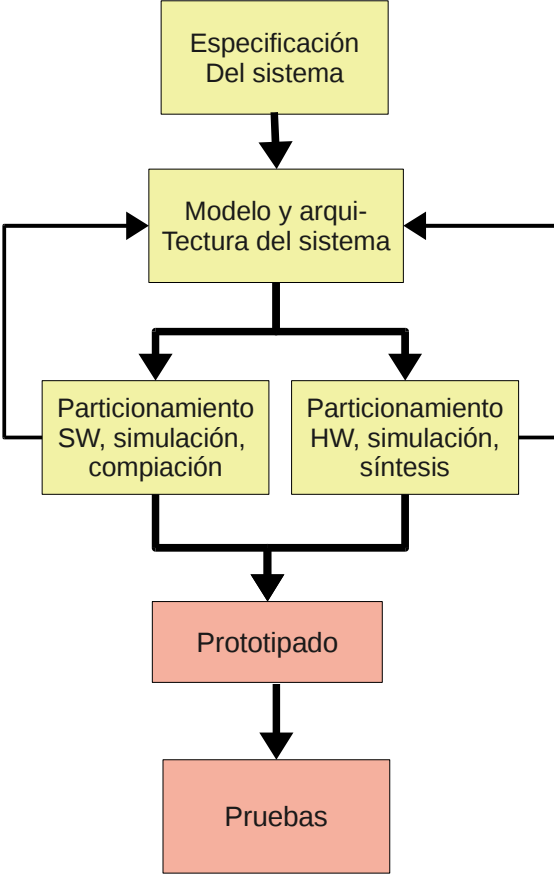 Especificación
Del sistema
Modelo y arqui-
Tectura del sistema
Particionamiento
SW, simulación,
compiación
Particionamiento
HW, simulación,
síntesis
Prototipado
Pruebas